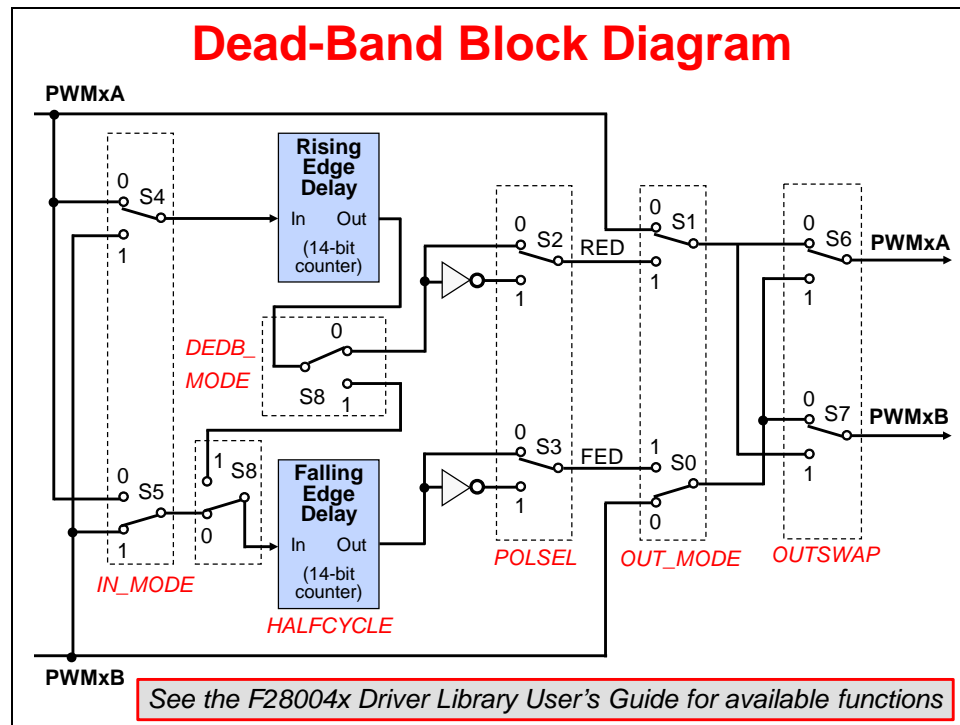 Dead-Band Block Diagram
PWMxA
Rising
Edge
Delay
In Out
(14-bit
counter)
0
S4
1
0
S2
1
RED
0
S1
1
0
S6
1
PWMxA
DEDB_
MODE
0
S8
1
0
S5
1
1
S8
0
Falling
Edge
Delay
In Out
(14-bit
counter)
0
S3
1
FED
1
S0
0
0
S7
1
PWMxB
IN_MODE
HALFCYCLE
POLSEL
OUT_MODE
OUTSWAP
PWMxB
See the F28004x Driver Library User's Guide for available functions